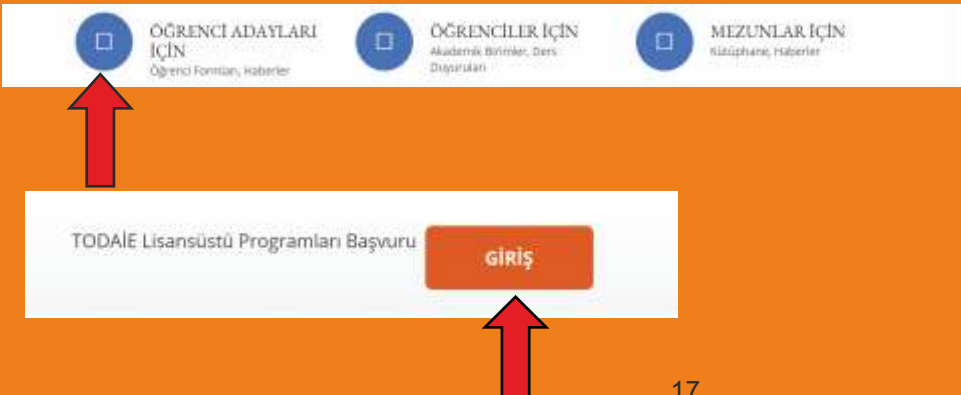 ÖĞRENCİ ADAYLARI
İÇİN
Öğrenci Formları, Haberler
ÖĞRENCİLER İÇİN
Akademik Birimler, Ders
Duyuruları
MEZUNLAR İÇİN
Kütüphane, Haberler
TODAİE Lisansüstü Programları Başvuru
GİRİŞ
17